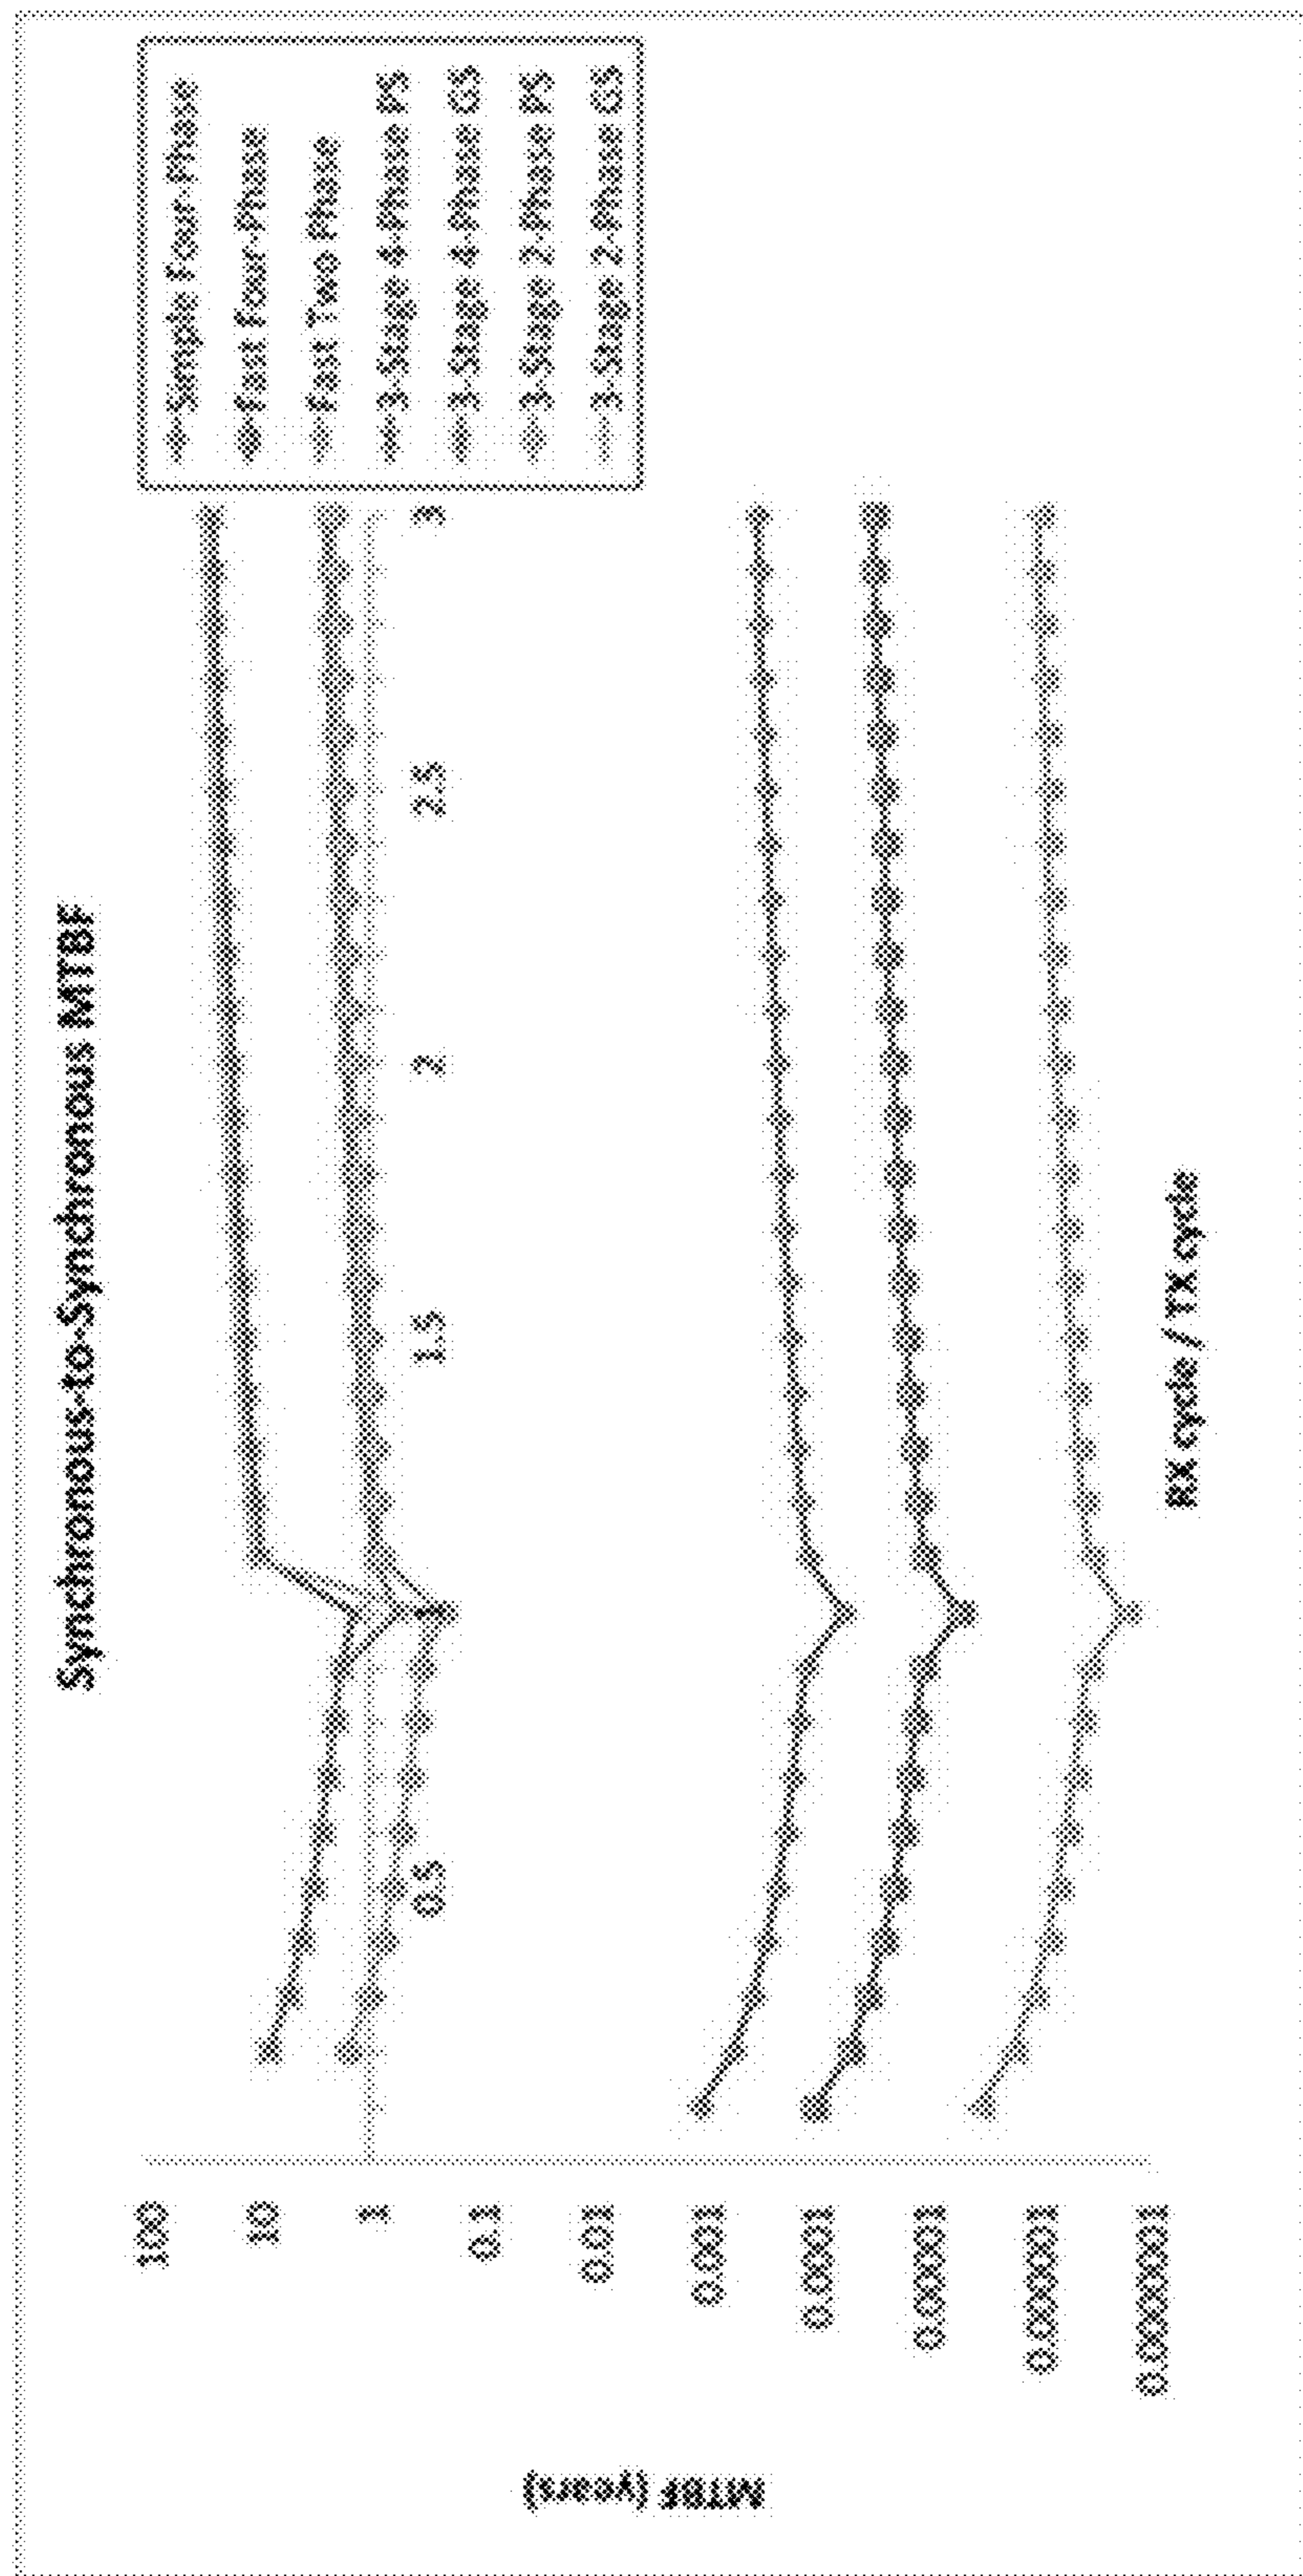 Synchronous-to-Synchronous MTBF
Simple Four-Phase
Fast Four-Phase
Fast Two Phase
3-Stage 4-Phase PS
3-Stage 4-Phase GS
3-Stage 2-Phase PS
3-Stage 2-Phase GS
MTBF (years)
100
10
1
0.1
0.01
0.001
0.0001
0.00001
0.000001
0.0000001
0.5
1.5
2
2.5
3
RX cycle / TX cycle